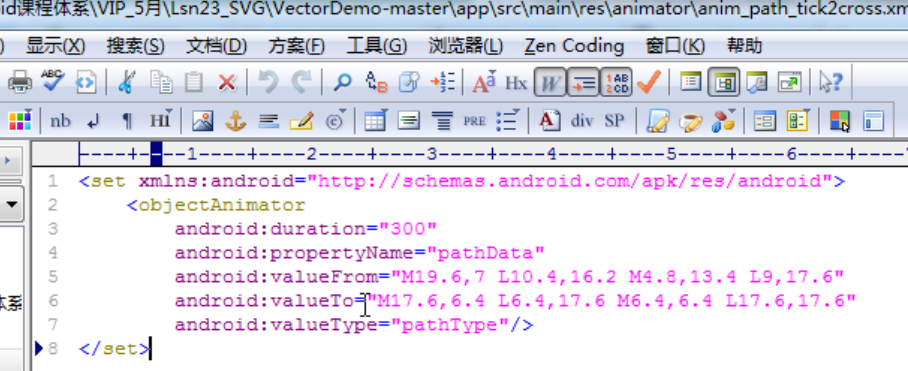 id课程体系\VIP_5月\Lsn23_SVG\VectorDemo-master\app\src\main\res\animator\anim_path_tick2cross.xm
) 显示(X) 搜索(S) 文档(D) 方案(F) 工具(G) 浏览器(L) Zen Coding 窗口(K) 帮助
ABC Hx W 1AB 2CD
nb ¶ HI PRE A div SP
1 2 3 4 5 6
1 <set xmlns:android="http://schemas.android.com/apk/res/android">
2 <objectAnimator
3 android:duration="300"
4 android:propertyName="pathData"
5 android:valueFrom="M19.6,7 L10.4,16.2 M4.8,13.4 L9,17.6"
6 android:valueTo="M17.6,6.4 L6.4,17.6 M6.4,6.4 L17.6,17.6"
7 android:valueType="pathType"/>
8 </set>
体系